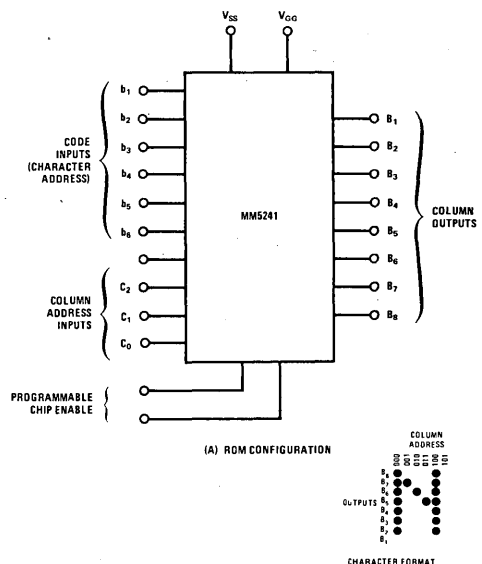 V_SS V_GG
b1
b2
b3
b4
b5
b6
CODE
INPUTS
(CHARACTER
ADDRESS)
C2
C1
C0
COLUMN
ADDRESS
INPUTS
PROGRAMMABLE
CHIP ENABLE
MM5241
B1
B2
B3
B4
B5
B6
B7
B8
COLUMN
OUTPUTS
(A) ROM CONFIGURATION
COLUMN
ADDRESS
000 001 010 011 100 101
B8
B7
B6
B5
B4
B3
B2
B1
OUTPUTS
CHARACTER FORMAT